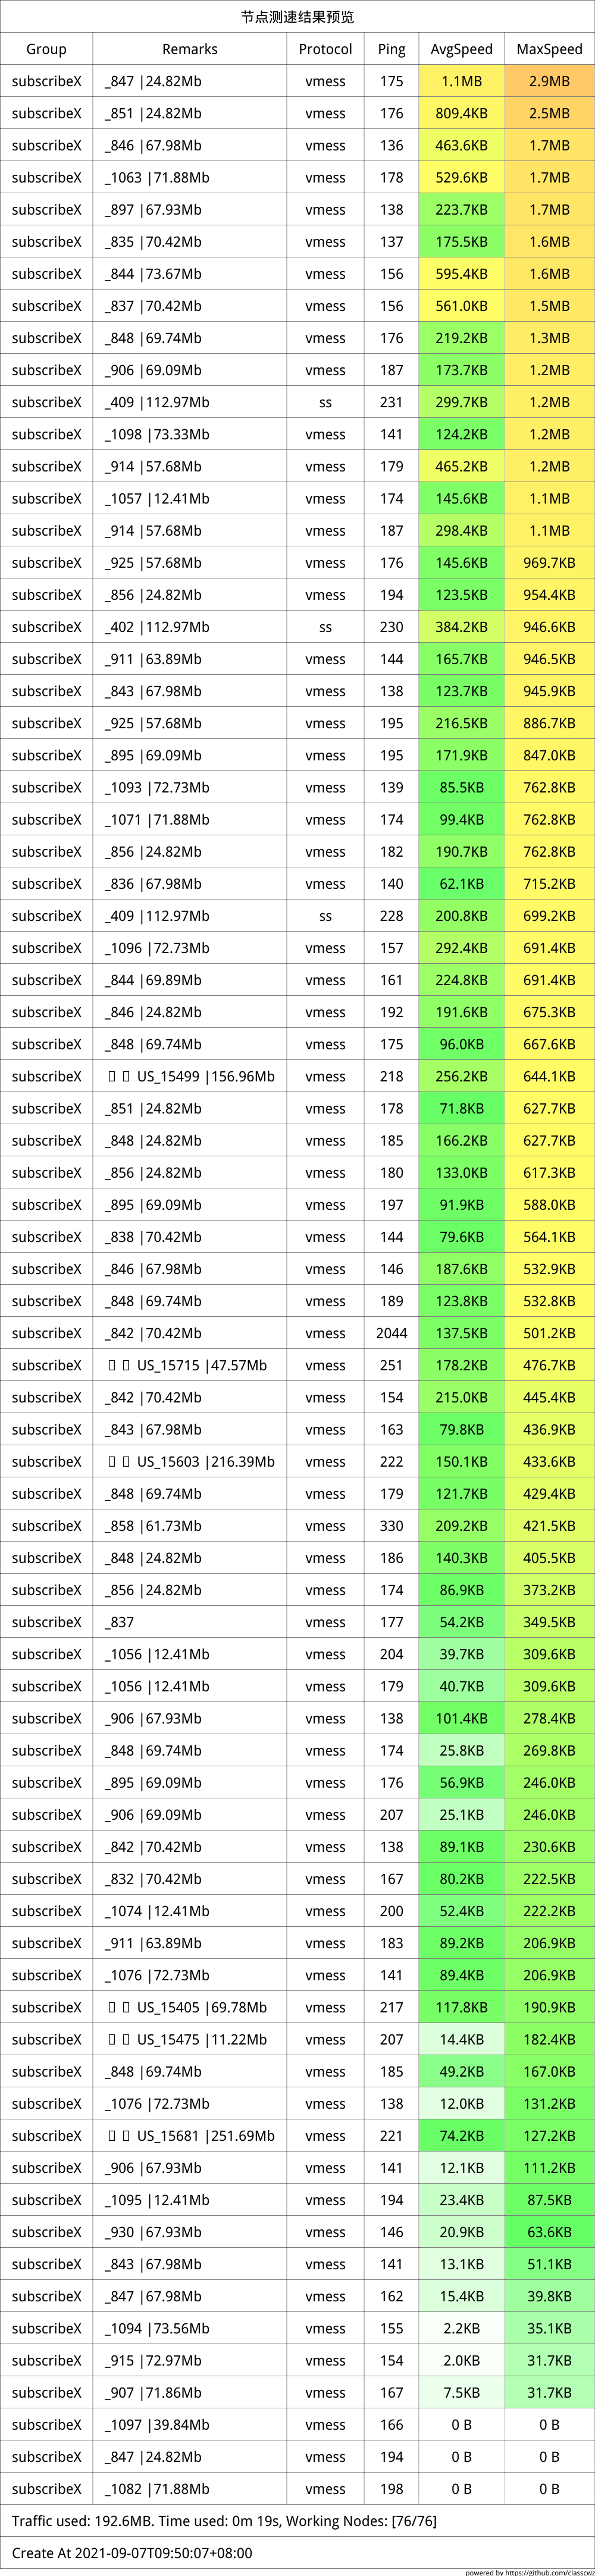 节点测速结果预览
Group Remarks Protocol Ping AvgSpeed MaxSpeed
subscribeX _847 |24.82Mb vmess 175 1.1MB 2.9MB
subscribeX _851 |24.82Mb vmess 176 809.4KB 2.5MB
subscribeX _846 |67.98Mb vmess 136 463.6KB 1.7MB
subscribeX _1063 |71.88Mb vmess 178 529.6KB 1.7MB
subscribeX _897 |67.93Mb vmess 138 223.7KB 1.7MB
subscribeX _835 |70.42Mb vmess 137 175.5KB 1.6MB
subscribeX _844 |73.67Mb vmess 156 595.4KB 1.6MB
subscribeX _837 |70.42Mb vmess 156 561.0KB 1.5MB
subscribeX _848 |69.74Mb vmess 176 219.2KB 1.3MB
subscribeX _906 |69.09Mb vmess 187 173.7KB 1.2MB
subscribeX _409 |112.97Mb ss 231 299.7KB 1.2MB
subscribeX _1098 |73.33Mb vmess 141 124.2KB 1.2MB
subscribeX _914 |57.68Mb vmess 179 465.2KB 1.2MB
subscribeX _1057 |12.41Mb vmess 174 145.6KB 1.1MB
subscribeX _914 |57.68Mb vmess 187 298.4KB 1.1MB
subscribeX _925 |57.68Mb vmess 176 145.6KB 969.7KB
subscribeX _856 |24.82Mb vmess 194 123.5KB 954.4KB
subscribeX _402 |112.97Mb ss 230 384.2KB 946.6KB
subscribeX _911 |63.89Mb vmess 144 165.7KB 946.5KB
subscribeX _843 |67.98Mb vmess 138 123.7KB 945.9KB
subscribeX _925 |57.68Mb vmess 195 216.5KB 886.7KB
subscribeX _895 |69.09Mb vmess 195 171.9KB 847.0KB
subscribeX _1093 |72.73Mb vmess 139 85.5KB 762.8KB
subscribeX _1071 |71.88Mb vmess 174 99.4KB 762.8KB
subscribeX _856 |24.82Mb vmess 182 190.7KB 762.8KB
subscribeX _836 |67.98Mb vmess 140 62.1KB 715.2KB
subscribeX _409 |112.97Mb ss 228 200.8KB 699.2KB
subscribeX _1096 |72.73Mb vmess 157 292.4KB 691.4KB
subscribeX _844 |69.89Mb vmess 161 224.8KB 691.4KB
subscribeX _846 |24.82Mb vmess 192 191.6KB 675.3KB
subscribeX _848 |69.74Mb vmess 175 96.0KB 667.6KB
subscribeX US_15499 |156.96Mb vmess 218 256.2KB 644.1KB
subscribeX _851 |24.82Mb vmess 178 71.8KB 627.7KB
subscribeX _848 |24.82Mb vmess 185 166.2KB 627.7KB
subscribeX _856 |24.82Mb vmess 180 133.0KB 617.3KB
subscribeX _895 |69.09Mb vmess 197 91.9KB 588.0KB
subscribeX _838 |70.42Mb vmess 144 79.6KB 564.1KB
subscribeX _846 |67.98Mb vmess 146 187.6KB 532.9KB
subscribeX _848 |69.74Mb vmess 189 123.8KB 532.8KB
subscribeX _842 |70.42Mb vmess 2044 137.5KB 501.2KB
subscribeX US_15715 |47.57Mb vmess 251 178.2KB 476.7KB
subscribeX _842 |70.42Mb vmess 154 215.0KB 445.4KB
subscribeX _843 |67.98Mb vmess 163 79.8KB 436.9KB
subscribeX US_15603 |216.39Mb vmess 222 150.1KB 433.6KB
subscribeX _848 |69.74Mb vmess 179 121.7KB 429.4KB
subscribeX _858 |61.73Mb vmess 330 209.2KB 421.5KB
subscribeX _848 |24.82Mb vmess 186 140.3KB 405.5KB
subscribeX _856 |24.82Mb vmess 174 86.9KB 373.2KB
subscribeX _837 vmess 177 54.2KB 349.5KB
subscribeX _1056 |12.41Mb vmess 204 39.7KB 309.6KB
subscribeX _1056 |12.41Mb vmess 179 40.7KB 309.6KB
subscribeX _906 |67.93Mb vmess 138 101.4KB 278.4KB
subscribeX _848 |69.74Mb vmess 174 25.8KB 269.8KB
subscribeX _895 |69.09Mb vmess 176 56.9KB 246.0KB
subscribeX _906 |69.09Mb vmess 207 25.1KB 246.0KB
subscribeX _842 |70.42Mb vmess 138 89.1KB 230.6KB
subscribeX _832 |70.42Mb vmess 167 80.2KB 222.5KB
subscribeX _1074 |12.41Mb vmess 200 52.4KB 222.2KB
subscribeX _911 |63.89Mb vmess 183 89.2KB 206.9KB
subscribeX _1076 |72.73Mb vmess 141 89.4KB 206.9KB
subscribeX US_15405 |69.78Mb vmess 217 117.8KB 190.9KB
subscribeX US_15475 |11.22Mb vmess 207 14.4KB 182.4KB
subscribeX _848 |69.74Mb vmess 185 49.2KB 167.0KB
subscribeX _1076 |72.73Mb vmess 138 12.0KB 131.2KB
subscribeX US_15681 |251.69Mb vmess 221 74.2KB 127.2KB
subscribeX _906 |67.93Mb vmess 141 12.1KB 111.2KB
subscribeX _1095 |12.41Mb vmess 194 23.4KB 87.5KB
subscribeX _930 |67.93Mb vmess 146 20.9KB 63.6KB
subscribeX _843 |67.98Mb vmess 141 13.1KB 51.1KB
subscribeX _847 |67.98Mb vmess 162 15.4KB 39.8KB
subscribeX _1094 |73.56Mb vmess 155 2.2KB 35.1KB
subscribeX _915 |72.97Mb vmess 154 2.0KB 31.7KB
subscribeX _907 |71.86Mb vmess 167 7.5KB 31.7KB
subscribeX _1097 |39.84Mb vmess 166 0 B 0 B
subscribeX _847 |24.82Mb vmess 194 0 B 0 B
subscribeX _1082 |71.88Mb vmess 198 0 B 0 B
Traffic used: 192.6MB. Time used: 0m 19s, Working Nodes: [76/76]
Create At 2021-09-07T09:50:07+08:00
powered by https://github.com/classcwz